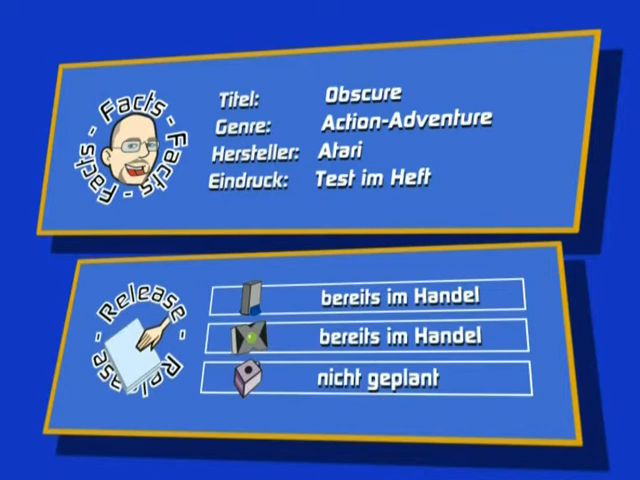 Facts - Facts - Facts -
Titel: Obscure
Genre: Action-Adventure
Hersteller: Atari
Eindruck: Test im Heft
Release - Release -
bereits im Handel
bereits im Handel
nicht geplant